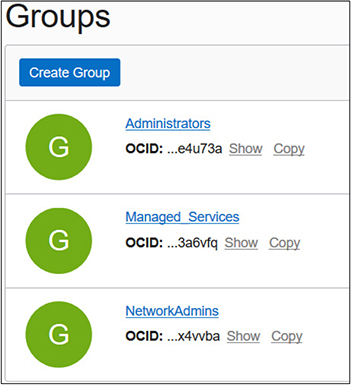 Groups
Create Group
G
Administrators
OCID: ...e4u73a Show Copy
G
Managed_Services
OCID: ...3a6vfq Show Copy
G
NetworkAdmins
OCID: ...x4vvba Show Copy